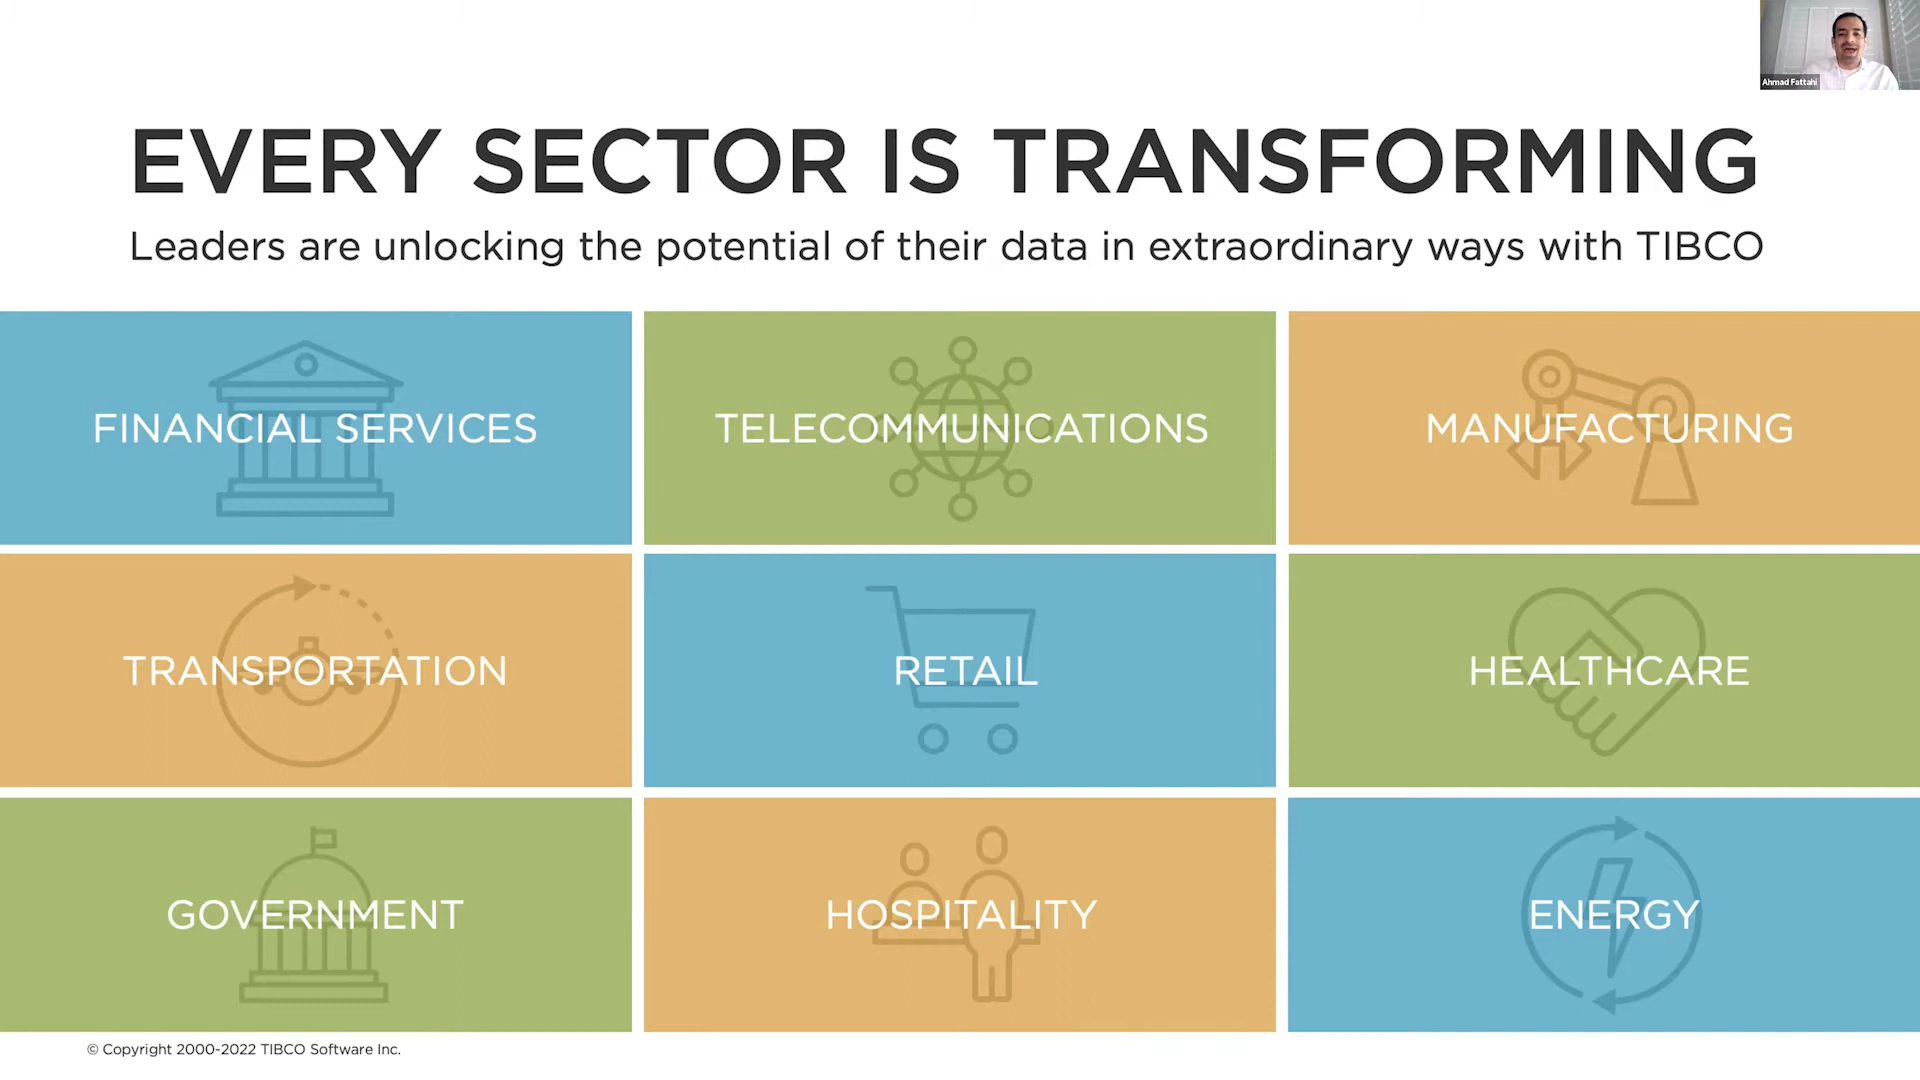 Ahmad Fattahi
EVERY SECTOR IS TRANSFORMING
Leaders are unlocking the potential of their data in extraordinary ways with TIBCO
FINANCIAL SERVICES
TELECOMMUNICATIONS
MANUFACTURING
TRANSPORTATION
RETAIL
HEALTHCARE
GOVERNMENT
HOSPITALITY
ENERGY
© Copyright 2000-2022 TIBCO Software Inc.